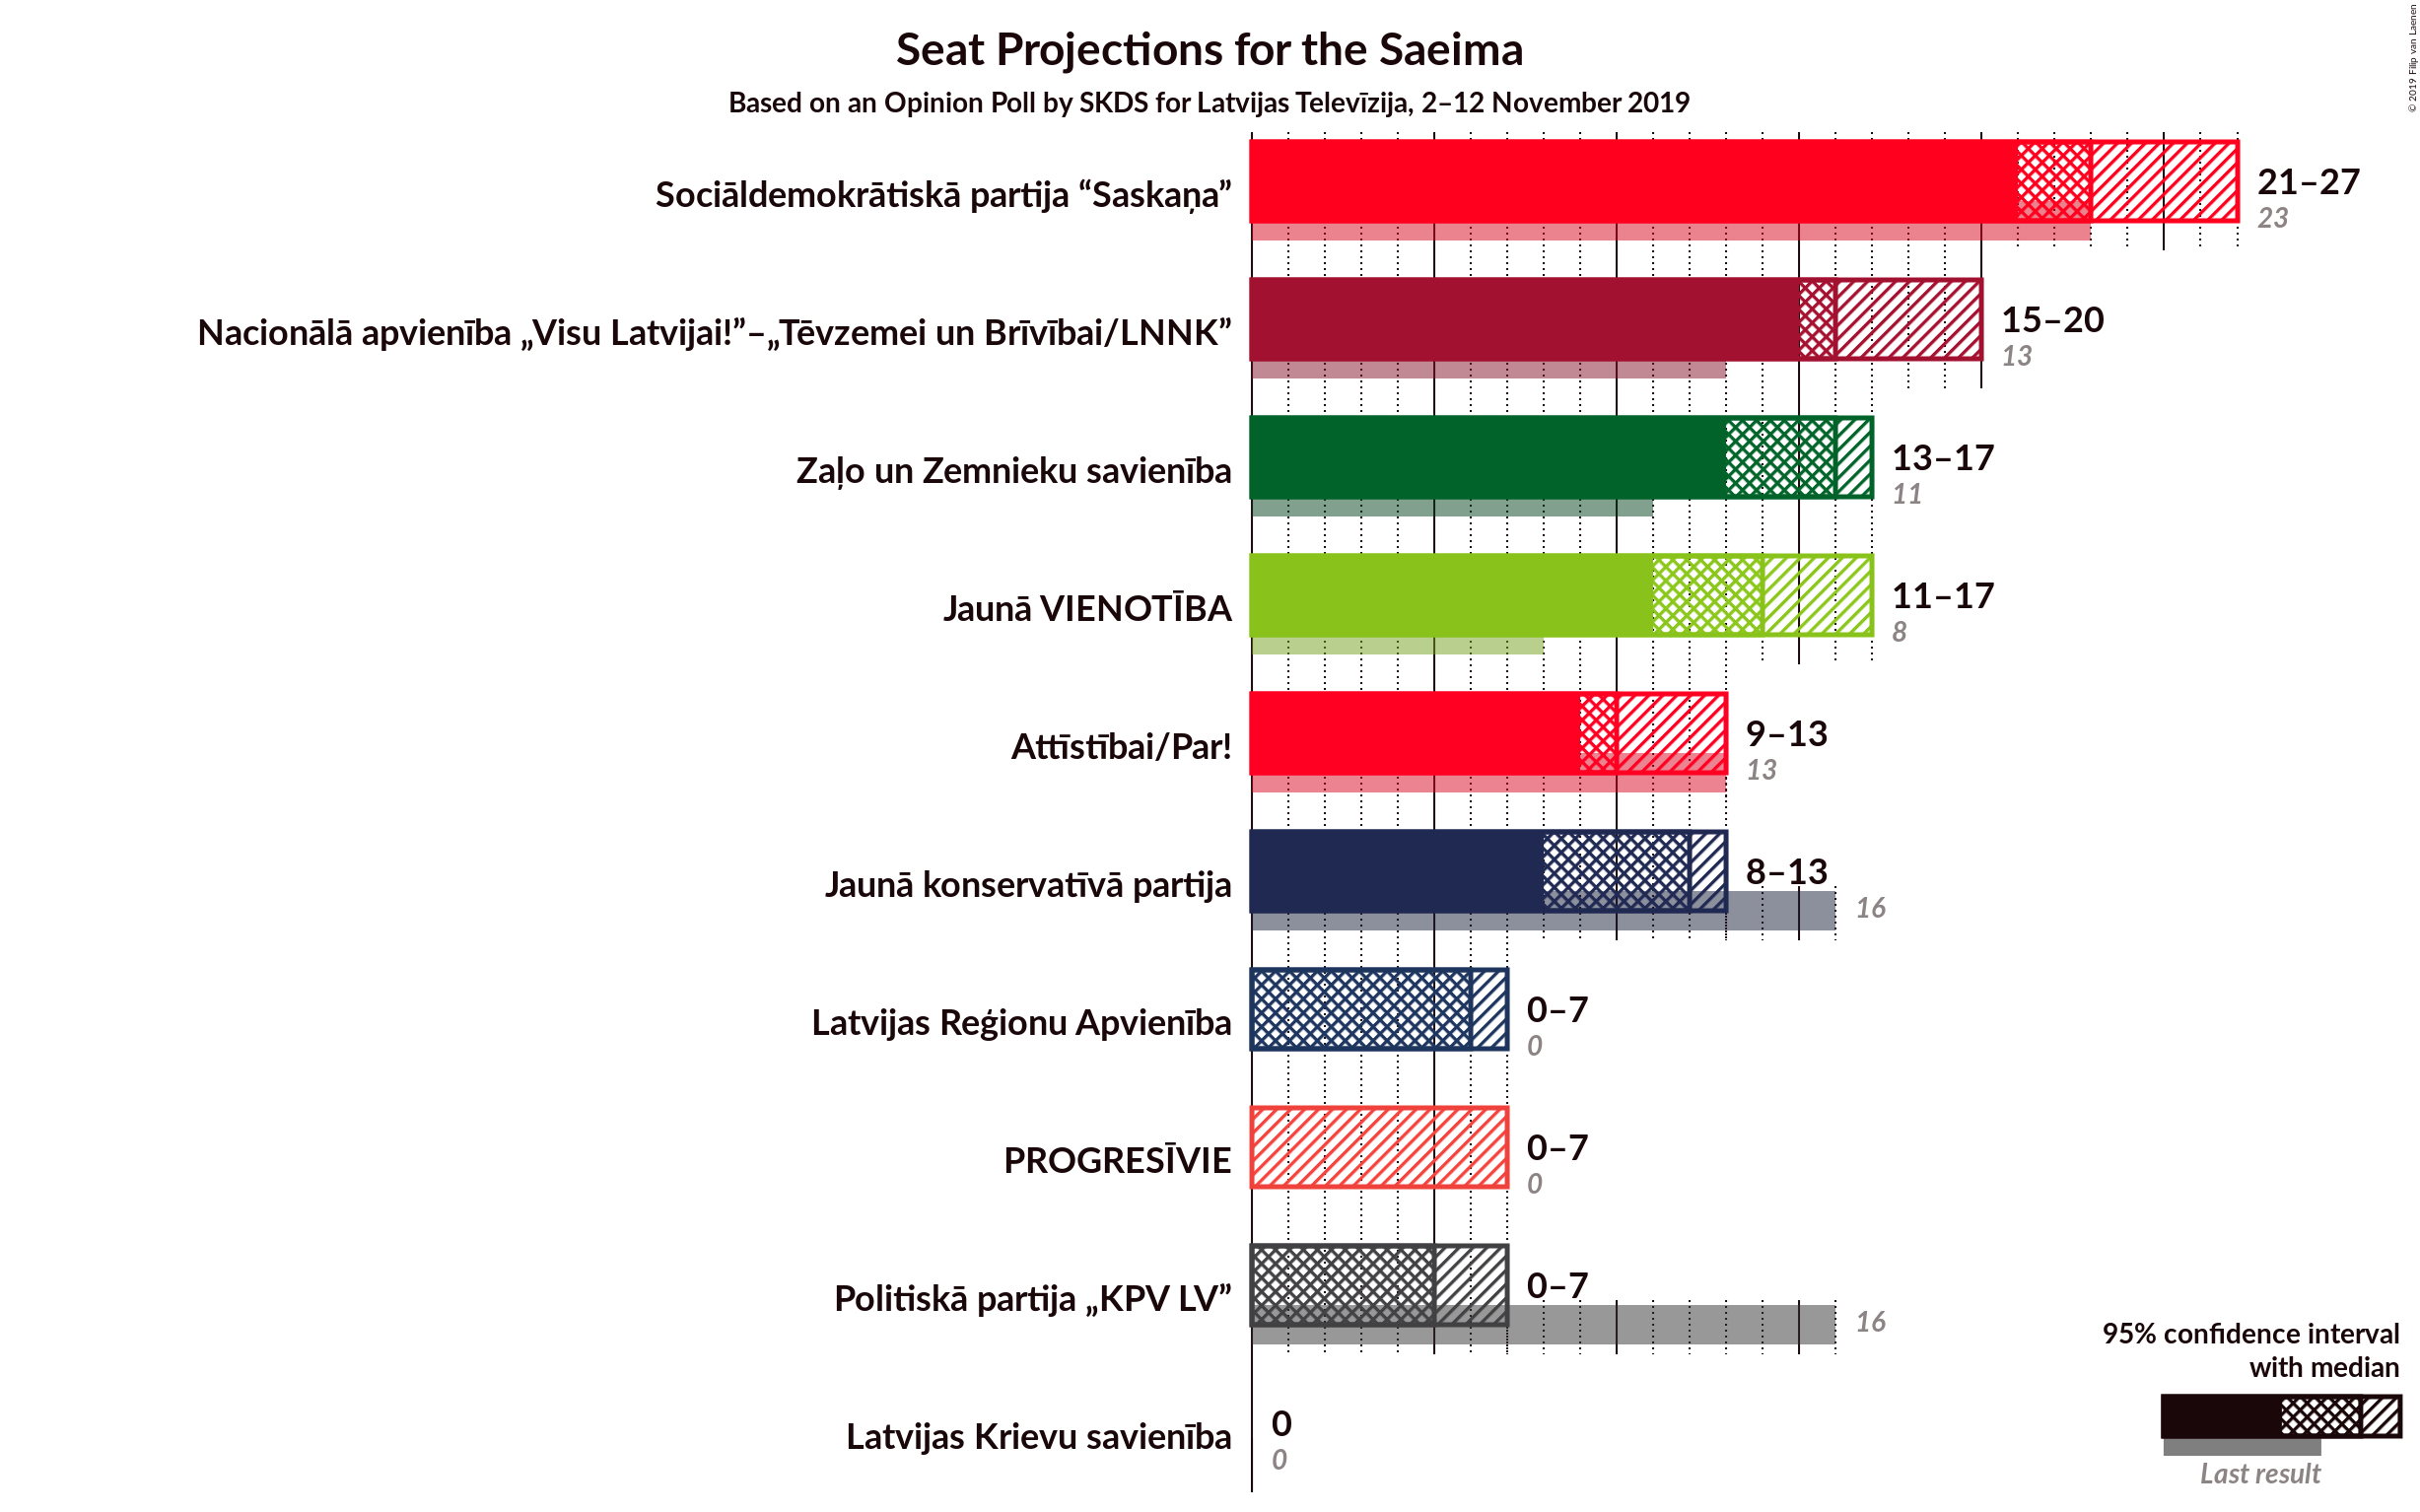 Seat Projections for the Saeima
Based on an Opinion Poll by SKDS for Latvijas Televīzija, 2–12 November 2019
© 2019 Filip van Laenen
Sociāldemokrātiskā partija “Saskaņa”
21–27
23
Nacionālā apvienība „Visu Latvijai!”–„Tēvzemei un Brīvībai/LNNK”
15–20
13
Zaļo un Zemnieku savienība
13–17
11
Jaunā VIENOTĪBA
11–17
8
Attīstībai/Par!
9–13
13
Jaunā konservatīvā partija
8–13
16
Latvijas Reģionu Apvienība
0–7
0
PROGRESĪVIE
0–7
0
Politiskā partija „KPV LV”
0–7
16
Latvijas Krievu savienība
0
0
95% confidence interval
with median
Last result